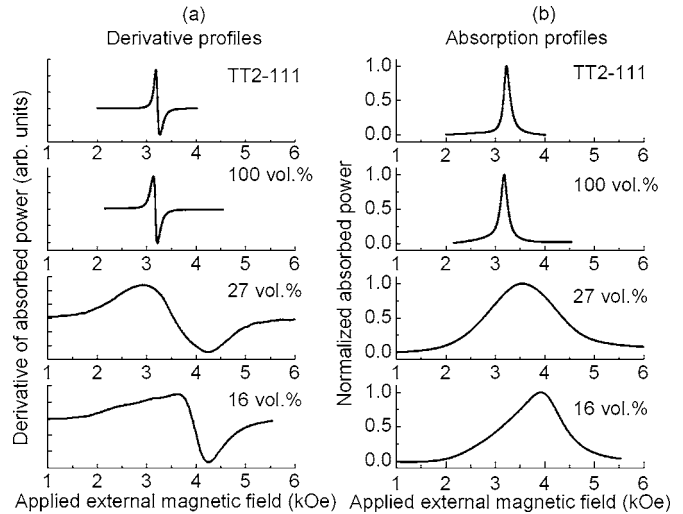 (a)
Derivative profiles
Derivative of absorbed power (arb. units)
TT2-111
1 2 3 4 5 6
100 vol.%
1 2 3 4 5 6
27 vol.%
1 2 3 4 5 6
16 vol.%
1 2 3 4 5 6
Applied external magnetic field (kOe)
(b)
Absorption profiles
Normalized absorbed power
1.0
0.5
0.0
TT2-111
1 2 3 4 5 6
1.0
0.5
0.0
100 vol.%
1 2 3 4 5 6
1.0
0.5
0.0
27 vol.%
1 2 3 4 5 6
1.0
0.5
0.0
16 vol.%
1 2 3 4 5 6
Applied external magnetic field (kOe)